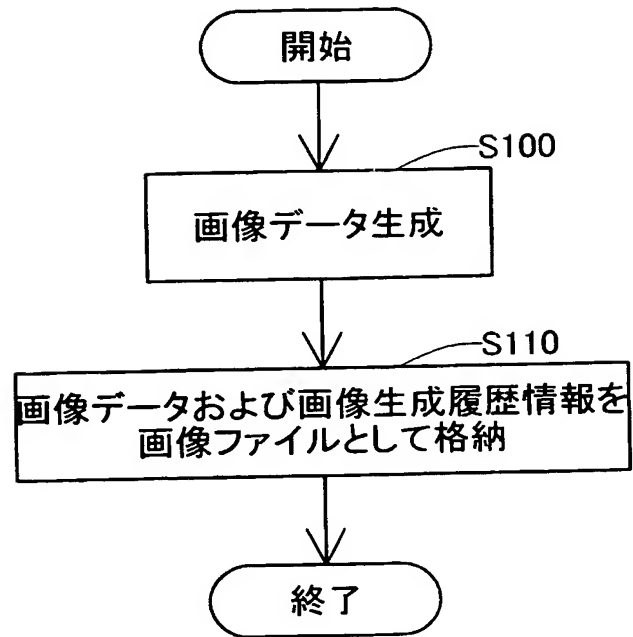 開始
S100
画像データ生成
S110
画像データおよび画像生成履歴情報を
画像ファイルとして格納
終了